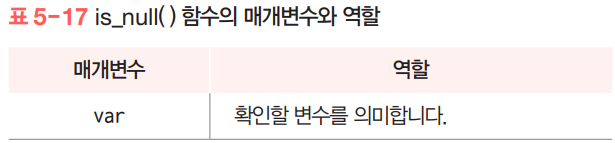 표 5-17 is_null( ) 함수의 매개변수와 역할
매개변수 역할
var 확인할 변수를 의미합니다.